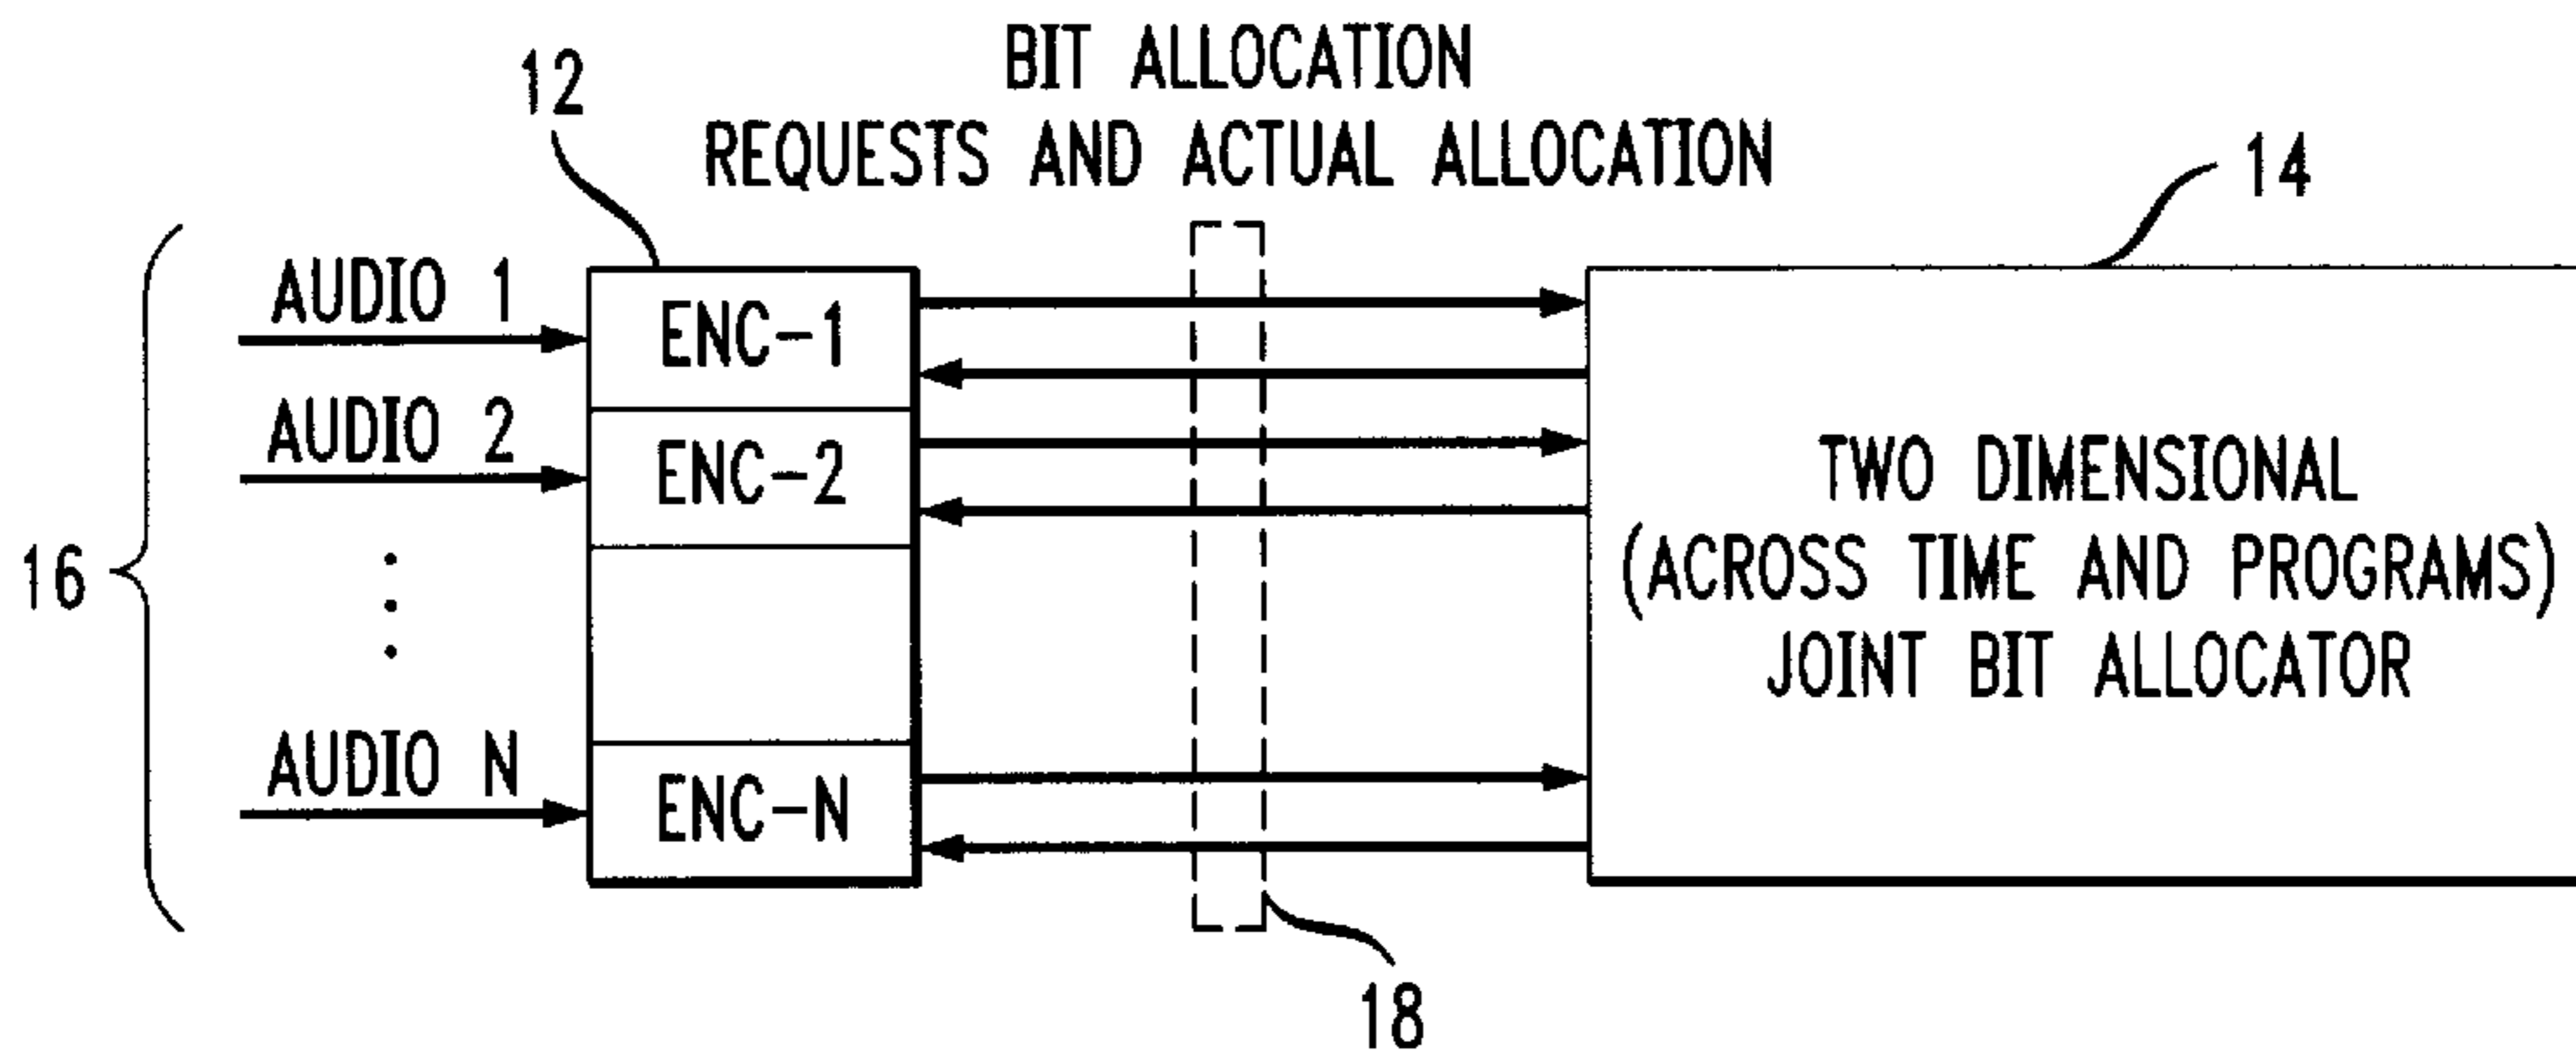 BIT ALLOCATION
REQUESTS AND ACTUAL ALLOCATION
12
14
16
AUDIO 1
AUDIO 2
AUDIO N
ENC-1
ENC-2
ENC-N
TWO DIMENSIONAL
(ACROSS TIME AND PROGRAMS)
JOINT BIT ALLOCATOR
18